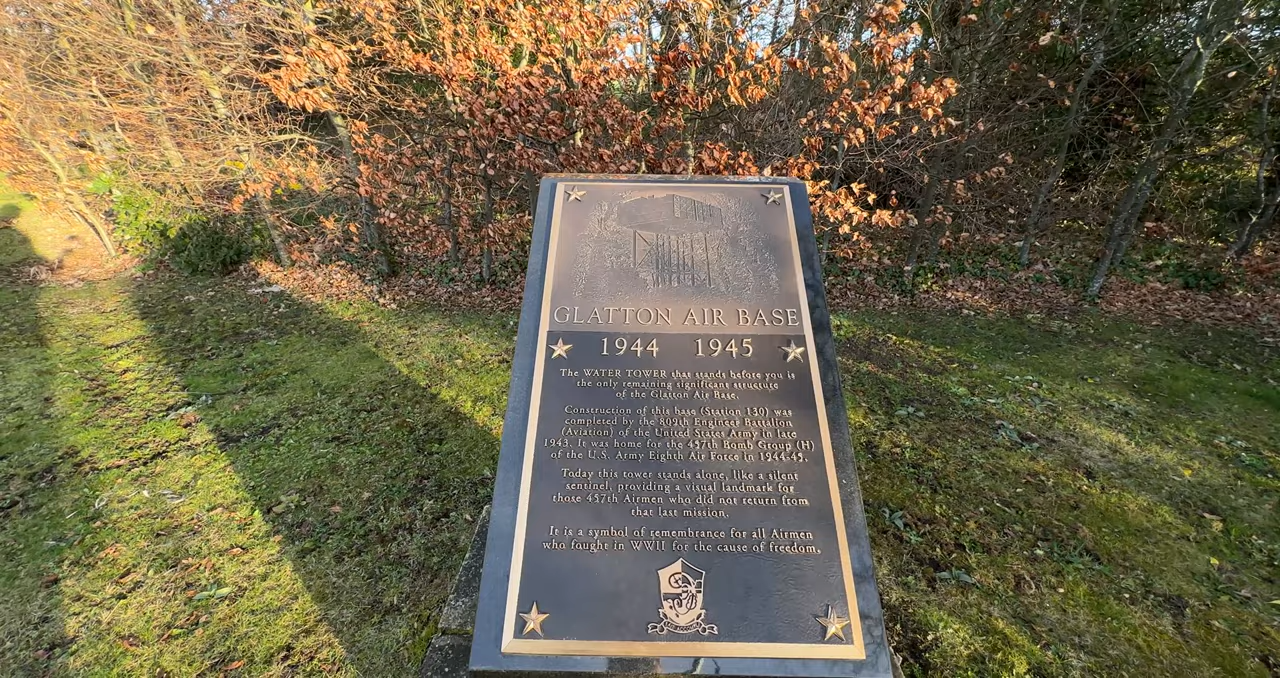 GLATTON AIR BASE
1944 1945
The WATER TOWER that stands before you is
the only remaining significant structure
of the Glatton Air Base.
Construction of this base (Station 130) was
completed by the 809th Engineer Battalion
(Aviation) of the United States Army in late
1943. It was home for the 457th Bomb Group (H)
of the U.S. Army Eighth Air Force in 1944-45.
Today this tower stands alone, like a silent
sentinel, providing a visual landmark for
those 457th Airmen who did not return from
that last mission.
It is a symbol of remembrance for all Airmen
who fought in WWII for the cause of freedom.